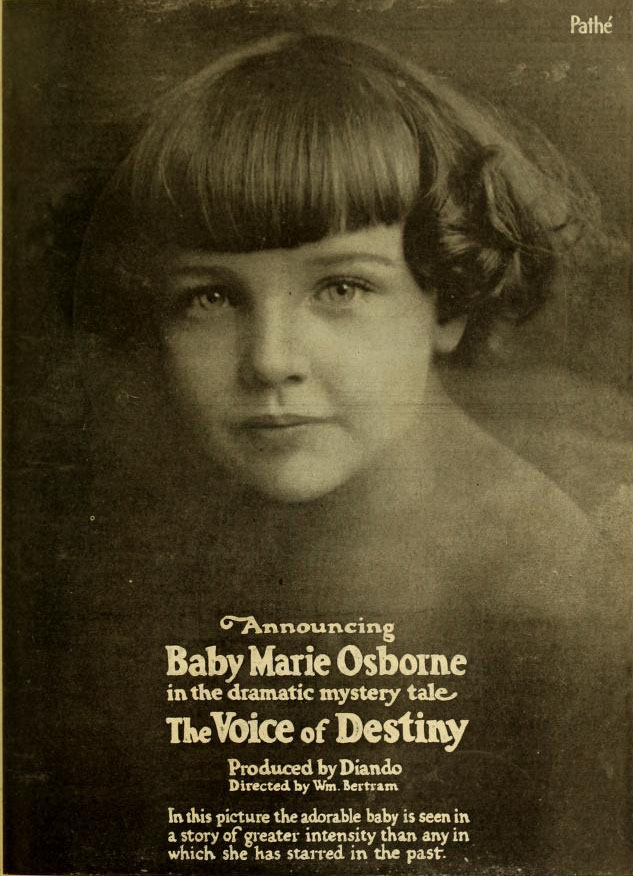 Pathé
Announcing
Baby Marie Osborne
in the dramatic mystery tale
The Voice of Destiny
Produced by Diando
Directed by Wm. Bertram
In this picture the adorable baby is seen in
a story of greater intensity than any in
which she has starred in the past.